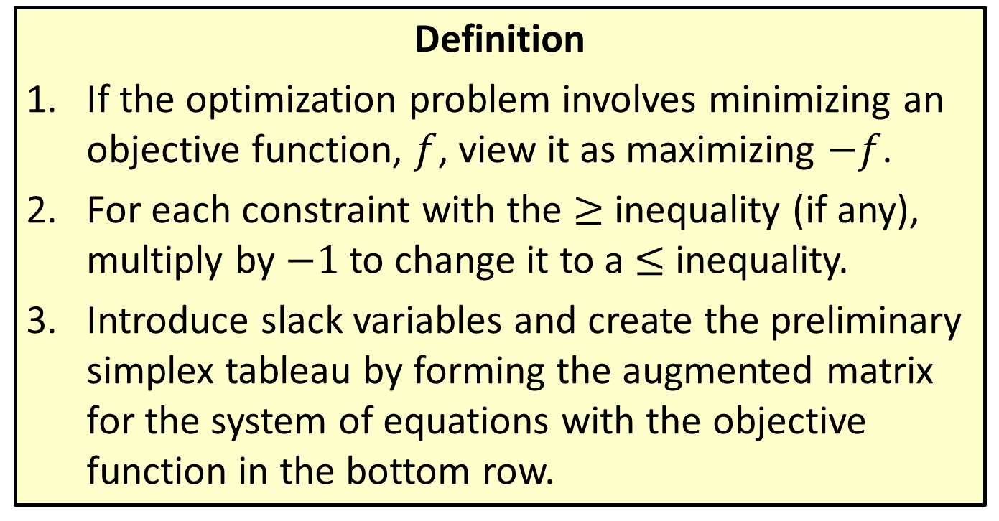 Definition
1. If the optimization problem involves minimizing an
objective function, f, view it as maximizing −f.
2. For each constraint with the ≥ inequality (if any),
multiply by −1 to change it to a ≤ inequality.
3. Introduce slack variables and create the preliminary
simplex tableau by forming the augmented matrix
for the system of equations with the objective
function in the bottom row.